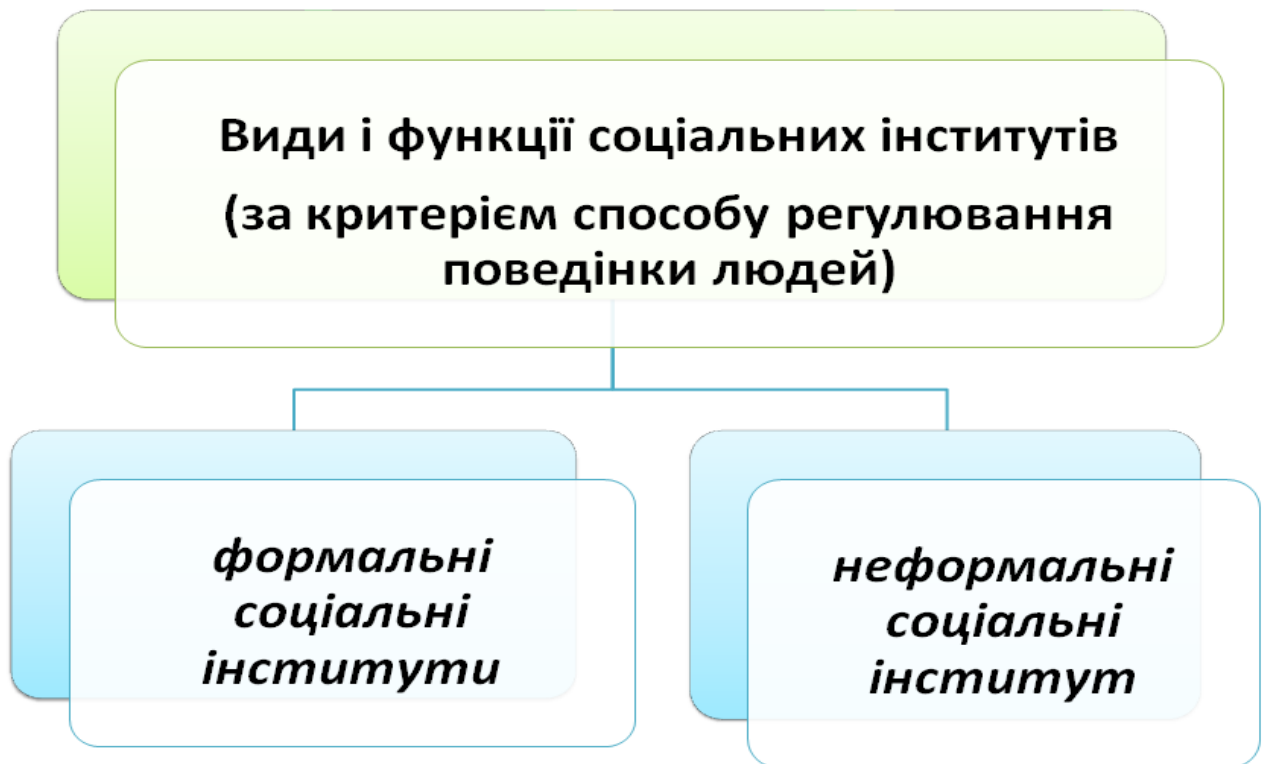 Види і функції соціальних інститутів
(за критерієм способу регулювання
поведінки людей)
формальні
соціальні
інститути
неформальні
соціальні
інститут